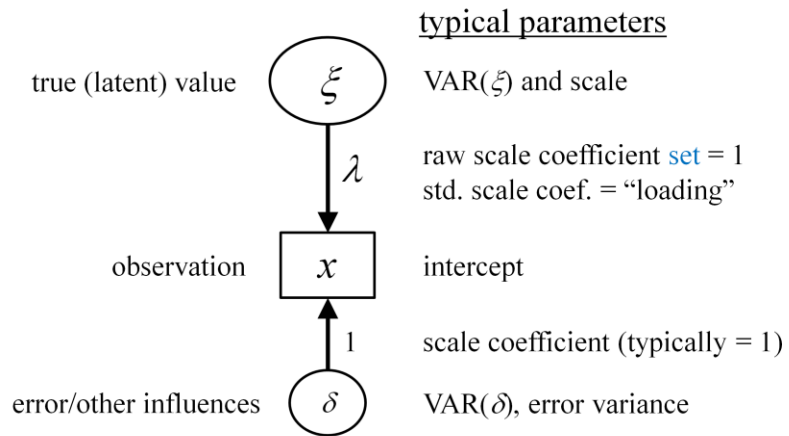 typical parameters
true (latent) value
ξ
VAR(ξ) and scale
λ
raw scale coefficient set = 1
std. scale coef. = “loading”
observation
x
intercept
1
scale coefficient (typically = 1)
error/other influences
δ
VAR(δ), error variance